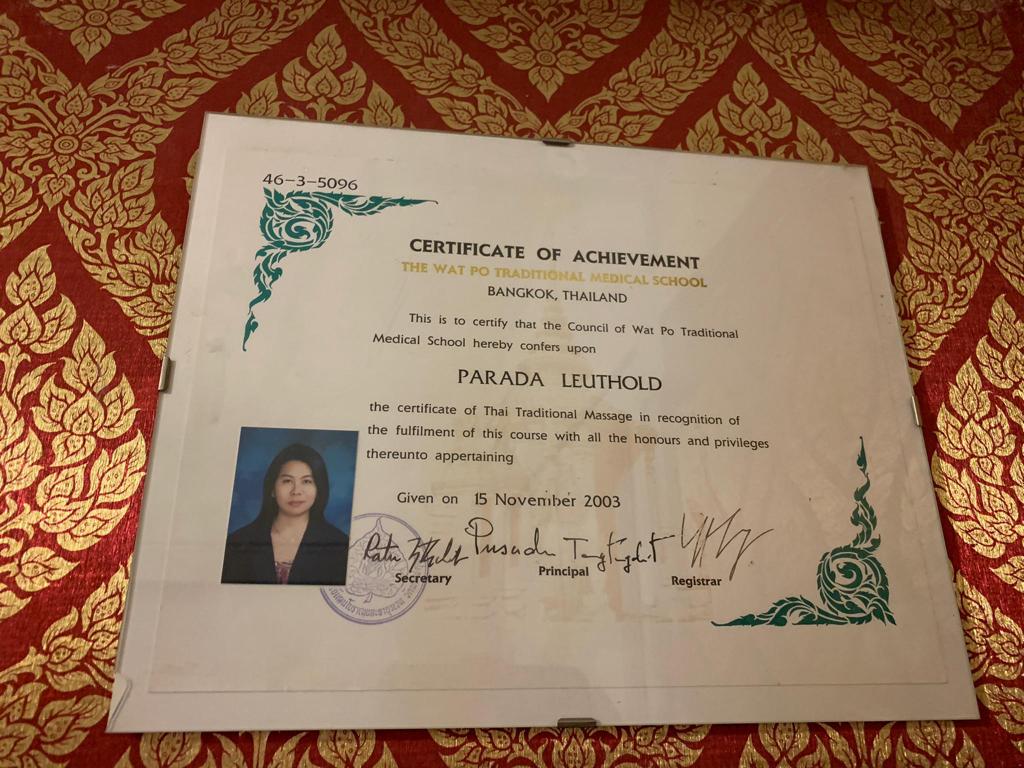 46-3-5096
CERTIFICATE OF ACHIEVEMENT
THE WAT PO TRADITIONAL MEDICAL SCHOOL
BANGKOK, THAILAND
This is to certify that the Council of Wat Po Traditional
Medical School hereby confers upon
PARADA LEUTHOLD
the certificate of Thai Traditional Massage in recognition of
the fulfilment of this course with all the honours and privileges
thereunto appertaining
Given on 15 November 2003
Secretary
Principal
Registrar